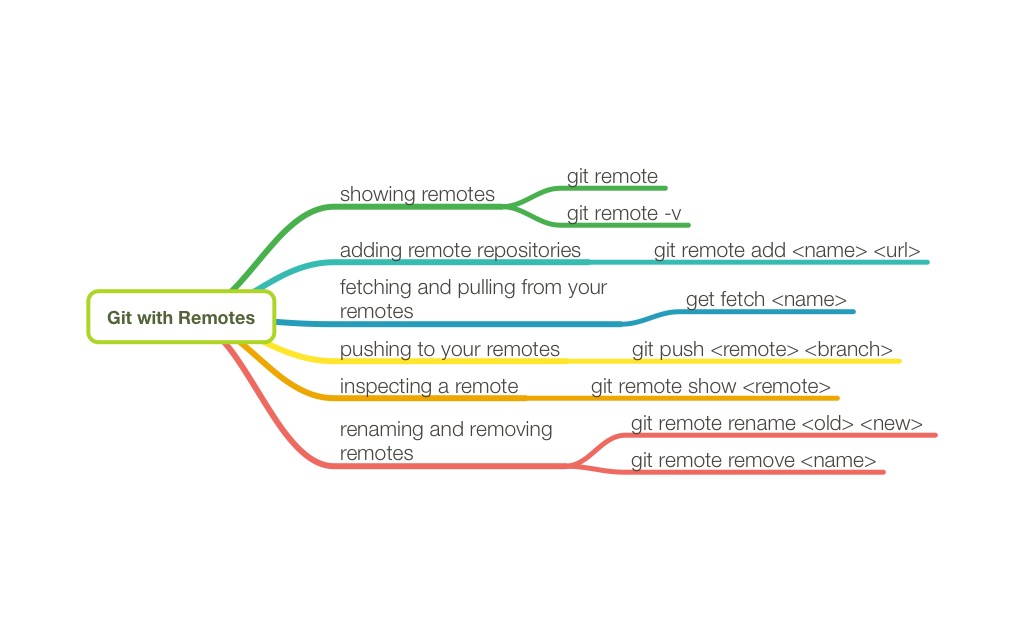 Git with Remotes
showing remotes
git remote
git remote -v
adding remote repositories
git remote add <name> <url>
fetching and pulling from your
remotes
get fetch <name>
pushing to your remotes
git push <remote> <branch>
inspecting a remote
git remote show <remote>
renaming and removing
remotes
git remote rename <old> <new>
git remote remove <name>